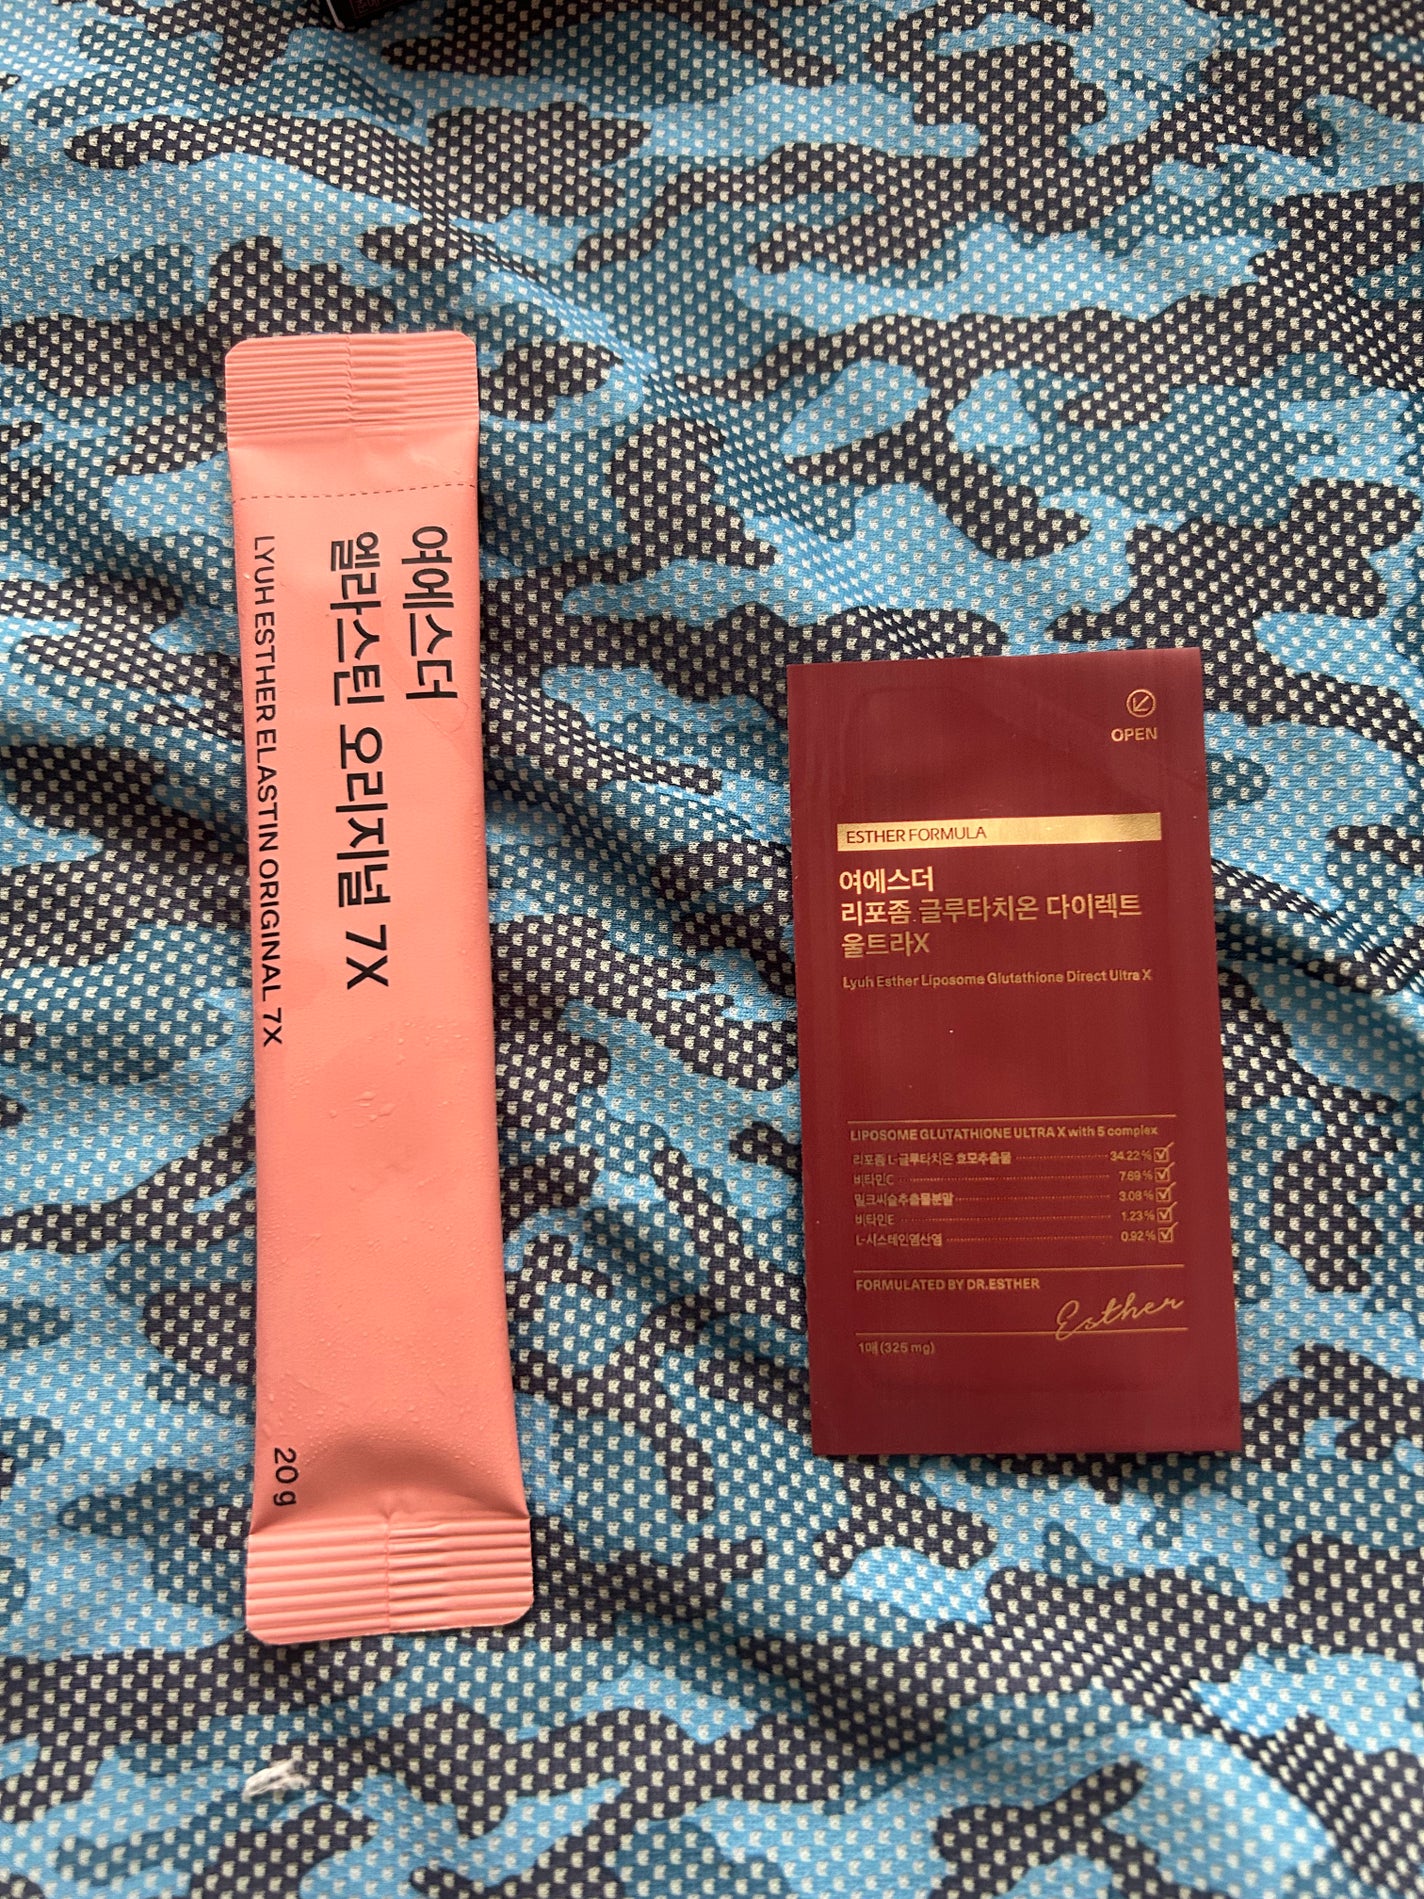 여에스더
엘라스틴 오리지널 7X
LYUH ESTHER ELASTIN ORIGINAL 7X
20 g
OPEN
ESTHER FORMULA
여에스더
리포좀 글루타치온 다이렉트
울트라X
Lyuh Esther Liposome Glutathione Direct Ultra X
LIPOSOME GLUTATHIONE ULTRA X with 5 complex
리포좀 L-글루타치온 효모추출물 34.22 %
비타민C 7.69 %
밀크씨슬추출물분말 3.08 %
비타민E 1.23 %
L-시스테인염산염 0.92 %
FORMULATED BY DR.ESTHER
Esther
1매 (325 mg)